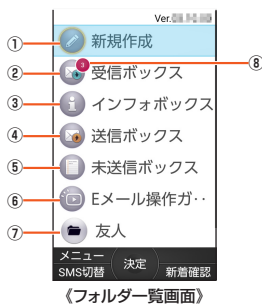 Ver.
① 新規作成
② 受信ボックス
3
⑧
③ インフォボックス
④ 送信ボックス
⑤ 未送信ボックス
⑥ Eメール操作ガ‥
⑦ 友人
メニュー
SMS切替 決定 新着確認
《フォルダ一覧画面》